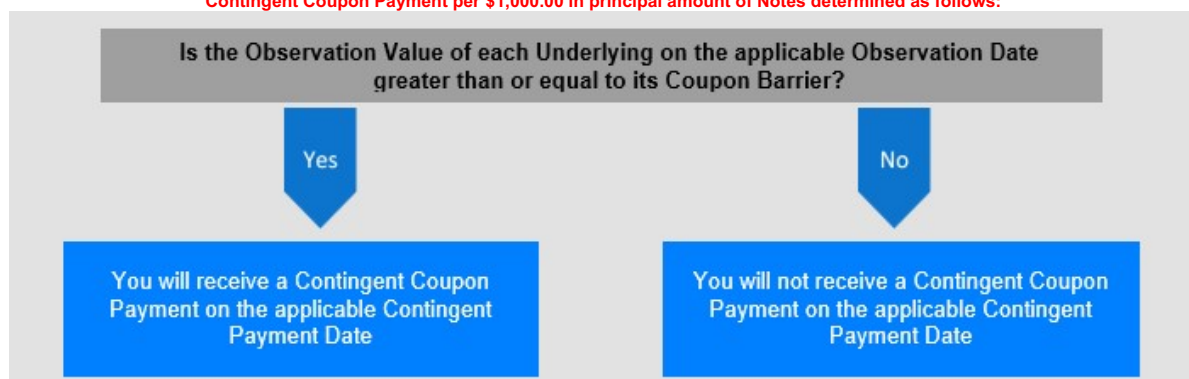 Contingent Coupon Payment per $1,000.00 in principal amount of Notes determined as follows:
Is the Observation Value of each Underlying on the applicable Observation Date
greater than or equal to its Coupon Barrier?
Yes
No
You will receive a Contingent Coupon
Payment on the applicable Contingent
Payment Date
You will not receive a Contingent Coupon
Payment on the applicable Contingent
Payment Date